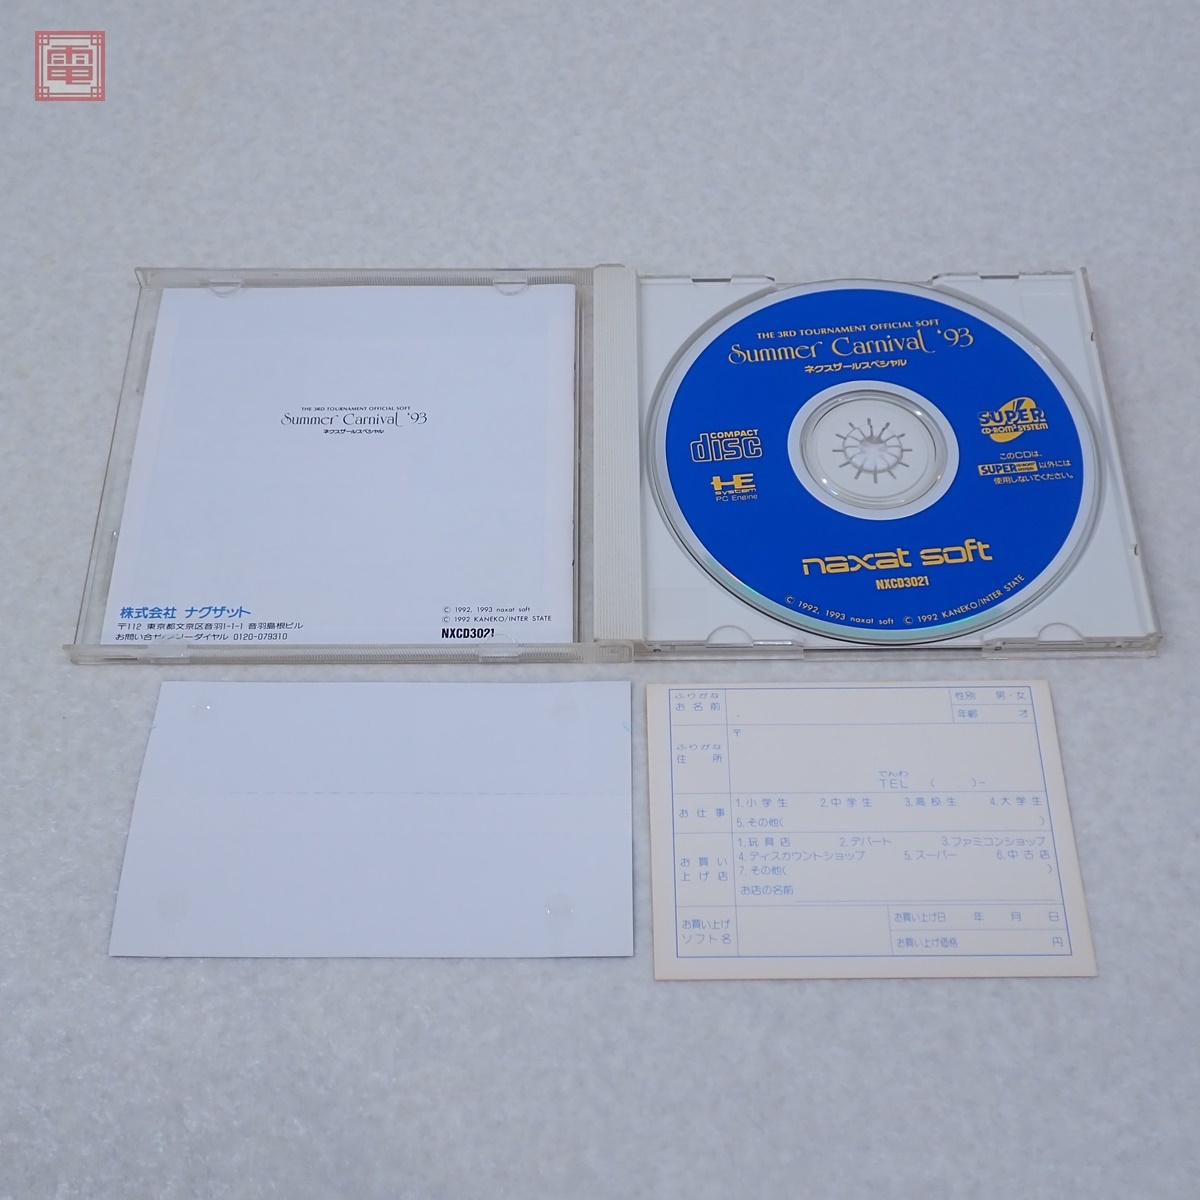 電
THE 3RD TOURNAMENT OFFICIAL SOFT
Summer Carnival '93
ネクスザールスペシャル
株式会社 ナグザット
〒112 東京都文京区音羽1-1-1 音羽島根ビル
© 1992, 1993 naxat soft
© 1992 KANEKO/INTER STATE
NXCD3021
THE 3RD TOURNAMENT OFFICIAL SOFT
Summer Carnival '93
ネクスザールスペシャル
COMPACT
disc
HE
system
PC Engine
SUPER
CD-ROM² SYSTEM
このCDは、
SUPER CD-ROM² SYSTEM 以外には
使用しないでください。
naxat soft
NXCD3021
© 1992, 1993 naxat soft © 1992 KANEKO/INTER STATE
ふりがな
お名前
性別 男・女
年齢 才
ふりがな
住所
〒
でんわ
TEL ( )-
お仕事
1.小学生 2.中学生 3.高校生 4.大学生
5.その他( )
お買い上げ店
1.玩具店 2.デパート 3.ファミコンショップ
4.ディスカウントショップ 5.スーパー 6.中古店
7.その他( )
お店の名前
お買い上げ
ソフト名
お買い上げ日 年 月 日
お買い上げ価格 円